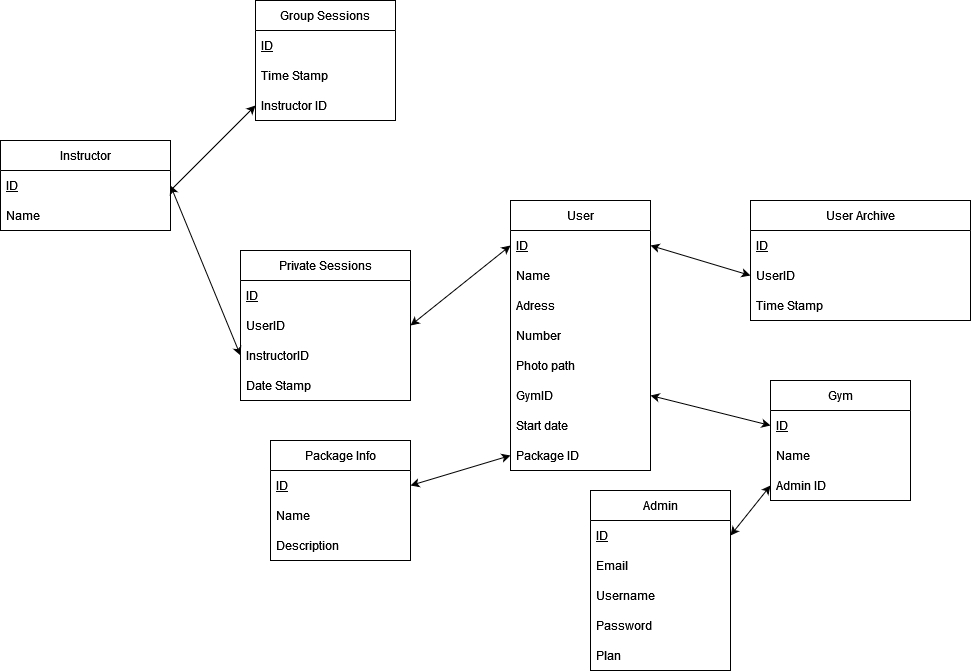 Group Sessions
ID
Time Stamp
Instructor ID
Instructor
ID
Name
Private Sessions
ID
UserID
InstructorID
Date Stamp
User
ID
Name
Adress
Number
Photo path
GymID
Start date
Package ID
User Archive
ID
UserID
Time Stamp
Gym
ID
Name
Admin ID
Package Info
ID
Name
Description
Admin
ID
Email
Username
Password
Plan